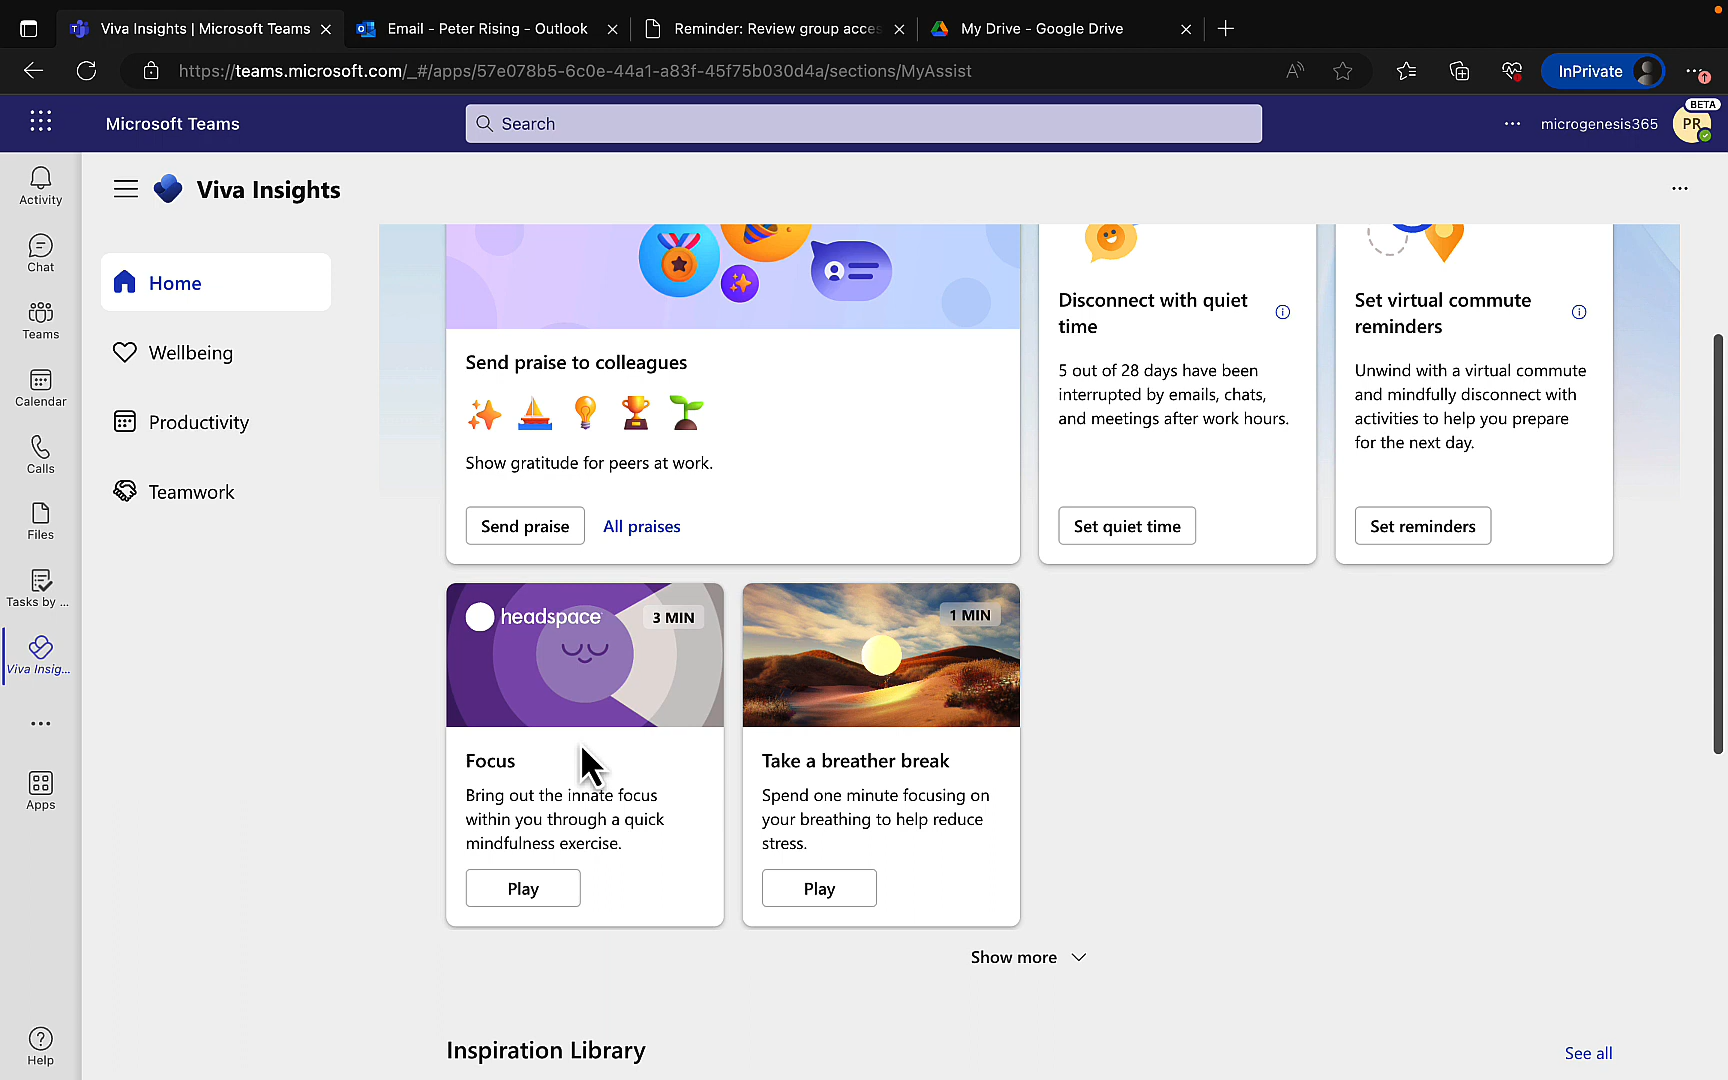 Viva Insights | Microsoft Teams
Email - Peter Rising - Outlook
Reminder: Review group acces
My Drive - Google Drive
https://teams.microsoft.com/_#/apps/57e078b5-6c0e-44a1-a83f-45f75b030d4a/sections/MyAssist
InPrivate
Microsoft Teams
Search
microgenesis365
BETA
PR
Activity
Chat
Teams
Calendar
Calls
Files
Tasks by ...
Viva Insig...
Apps
Help
Viva Insights
Home
Wellbeing
Productivity
Teamwork
Send praise to colleagues
Show gratitude for peers at work.
Send praise
All praises
Disconnect with quiet
time
5 out of 28 days have been
interrupted by emails, chats,
and meetings after work hours.
Set quiet time
Set virtual commute
reminders
Unwind with a virtual commute
and mindfully disconnect with
activities to help you prepare
for the next day.
Set reminders
headspace
3 MIN
Focus
Bring out the innate focus
within you through a quick
mindfulness exercise.
Play
1 MIN
Take a breather break
Spend one minute focusing on
your breathing to help reduce
stress.
Play
Show more
Inspiration Library
See all